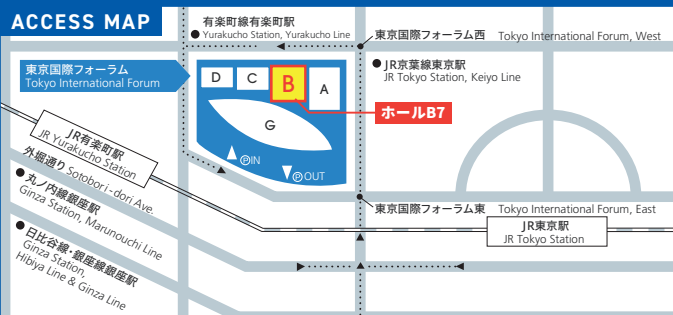 ACCESS MAP
有楽町線有楽町駅
Yurakucho Station, Yurakucho Line
東京国際フォーラム西 Tokyo International Forum, West
東京国際フォーラム
Tokyo International Forum
D
C
B
A
G
JR京葉線東京駅
JR Tokyo Station, Keiyo Line
ホールB7
JR有楽町駅
JR Yurakucho Station
外堀通り Sotobori-dori Ave.
丸ノ内線銀座駅
Ginza Station, Marunouchi Line
日比谷線・銀座線銀座駅
Ginza Station,
Hibiya Line & Ginza Line
ⓅIN
ⓅOUT
東京国際フォーラム東 Tokyo International Forum, East
JR東京駅
JR Tokyo Station